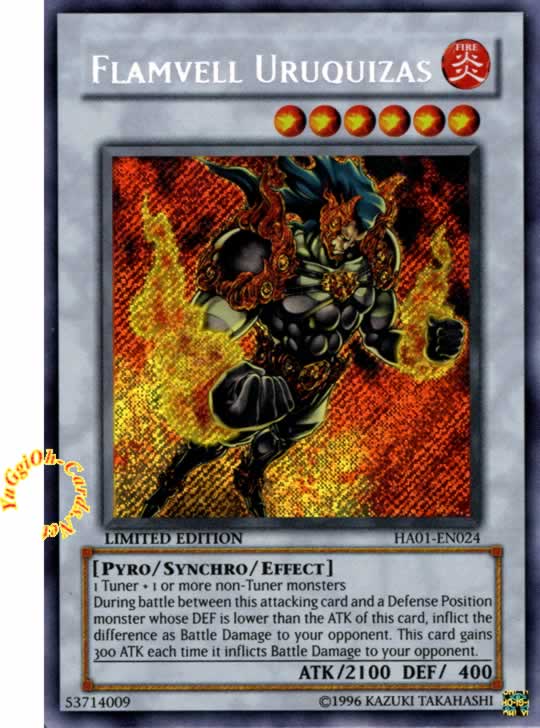 FLAMVELL URUQUIZAS
FIRE
炎
LIMITED EDITION
HA01-EN024
[PYRO/SYNCHRO/EFFECT]
1 Tuner + 1 or more non-Tuner monsters
During battle between this attacking card and a Defense Position
monster whose DEF is lower than the ATK of this card, inflict the
difference as Battle Damage to your opponent. This card gains
300 ATK each time it inflicts Battle Damage to your opponent.
ATK/2100 DEF/ 400
53714009
©1996 KAZUKI TAKAHASHI
YuGgiOh-Cards.Net